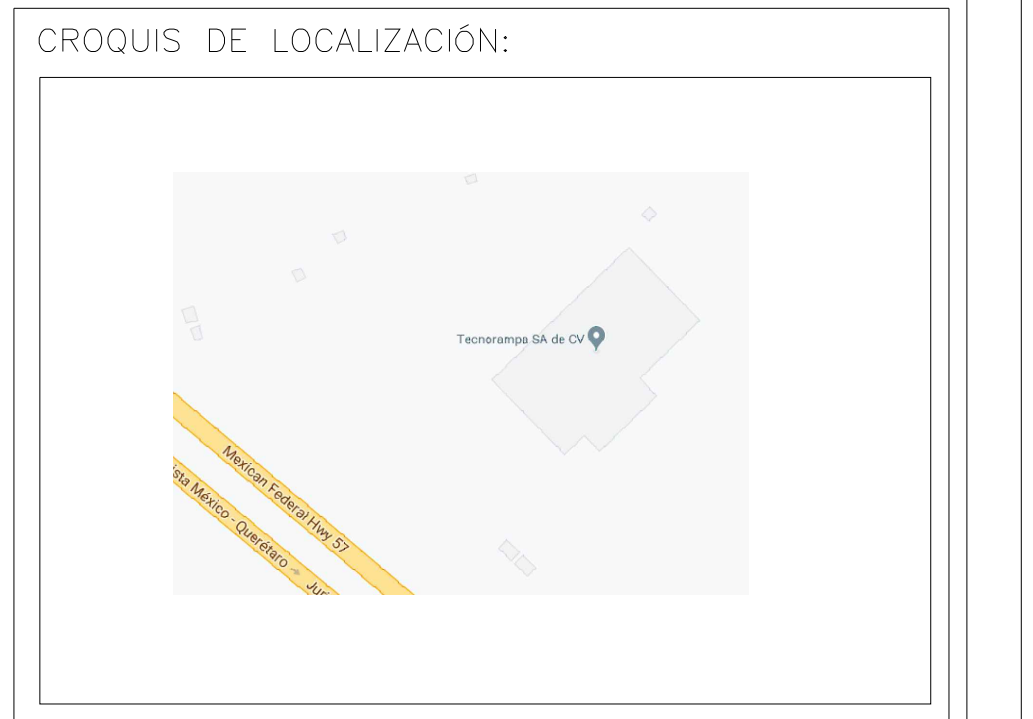 CROQUIS DE LOCALIZACIÓN:
Tecnorampa SA de CV
Mexican Federal Hwy 57
ista México - Querétaro